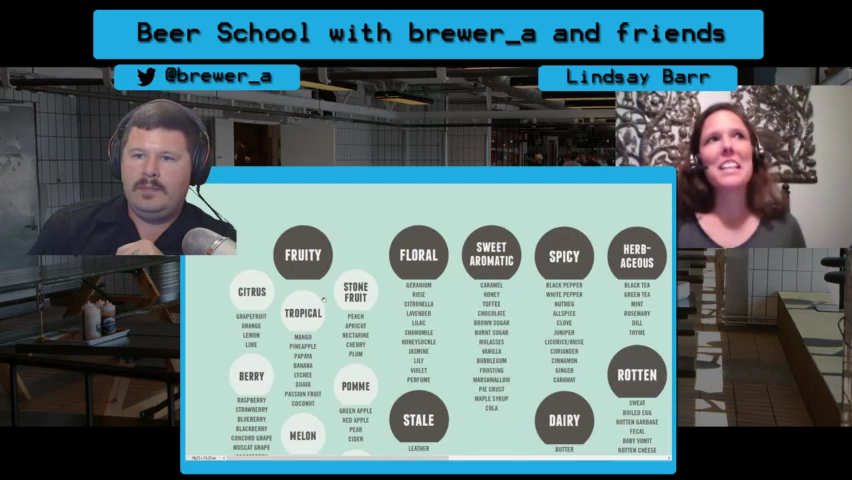 Beer School with brewer_a and friends
@brewer_a
Lindsay Barr
FRUITY
CITRUS
GRAPEFRUIT
ORANGE
LEMON
LIME
BERRY
RASPBERRY
STRAWBERRY
BLUEBERRY
BLACKBERRY
CONCORD GRAPE
MUSCAT GRAPE
TROPICAL
MANGO
PINEAPPLE
PAPAYA
BANANA
LYCHEE
GUAVA
PASSION FRUIT
COCONUT
MELON
STONE
FRUIT
PEACH
APRICOT
NECTARINE
CHERRY
PLUM
POMME
GREEN APPLE
RED APPLE
PEAR
CIDER
FLORAL
GERANIUM
ROSE
CITRONELLA
LAVENDER
LILAC
CHAMOMILE
HONEYSUCKLE
JASMINE
LILY
VIOLET
PERFUME
STALE
LEATHER
SWEET
AROMATIC
CARAMEL
HONEY
TOFFEE
CHOCOLATE
BROWN SUGAR
BURNT SUGAR
MOLASSES
VANILLA
BUBBLEGUM
FROSTING
MARSHMALLOW
PIE CRUST
MAPLE SYRUP
COLA
SPICY
BLACK PEPPER
WHITE PEPPER
NUTMEG
ALLSPICE
CLOVE
JUNIPER
LICORICE/ANISE
CORIANDER
CINNAMON
GINGER
CARAWAY
DAIRY
BUTTER
HERB-
ACEOUS
BLACK TEA
GREEN TEA
MINT
ROSEMARY
DILL
THYME
ROTTEN
SWEAT
BOILED EGG
ROTTEN GARBAGE
FECAL
BABY VOMIT
ROTTEN CHEESE